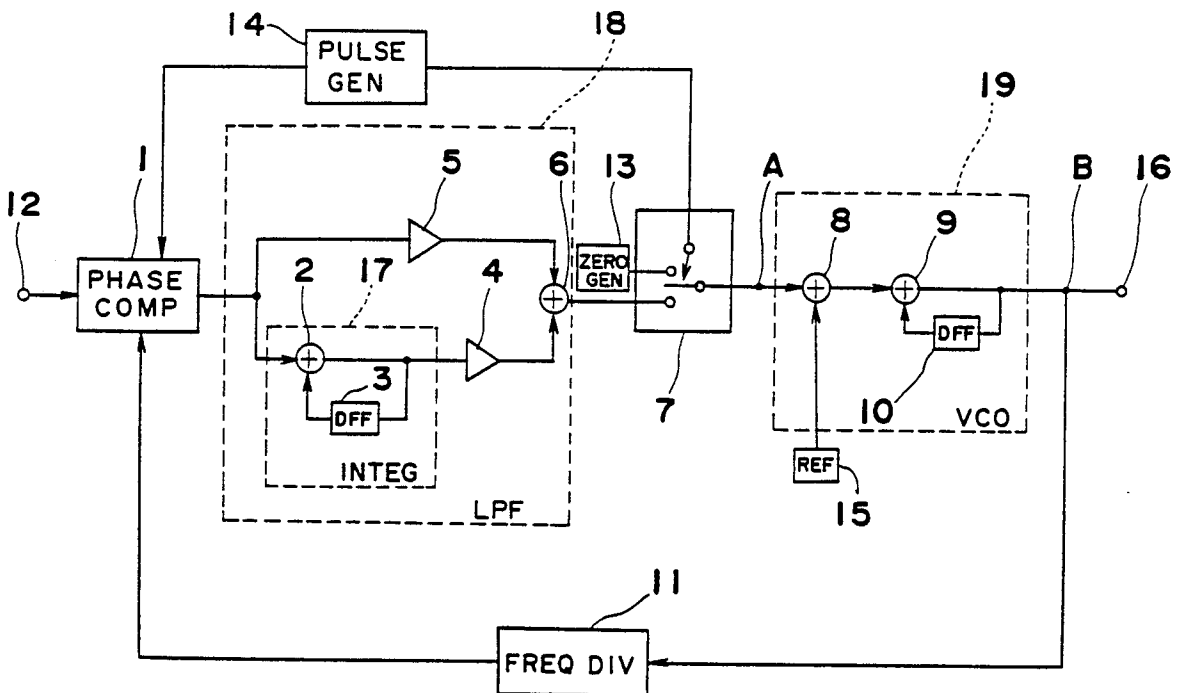 14
PULSE
GEN
18
19
1
5
6
13
A
B
16
12
8
9
PHASE
COMP
2
17
4
ZERO
GEN
3
DFF
7
DFF
10
VCO
INTEG
LPF
REF
15
11
FREQ DIV